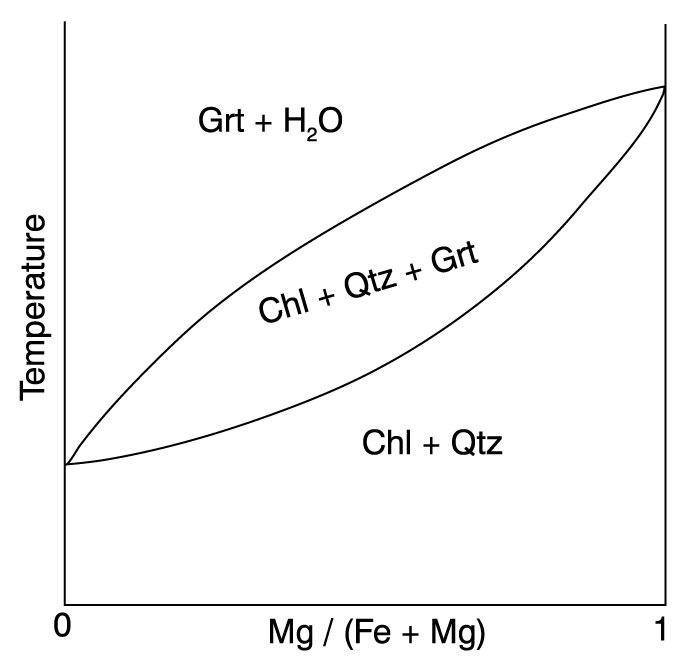 Grt + H₂O
Temperature
Chl + Qtz + Grt
Chl + Qtz
0
Mg / (Fe + Mg)
1